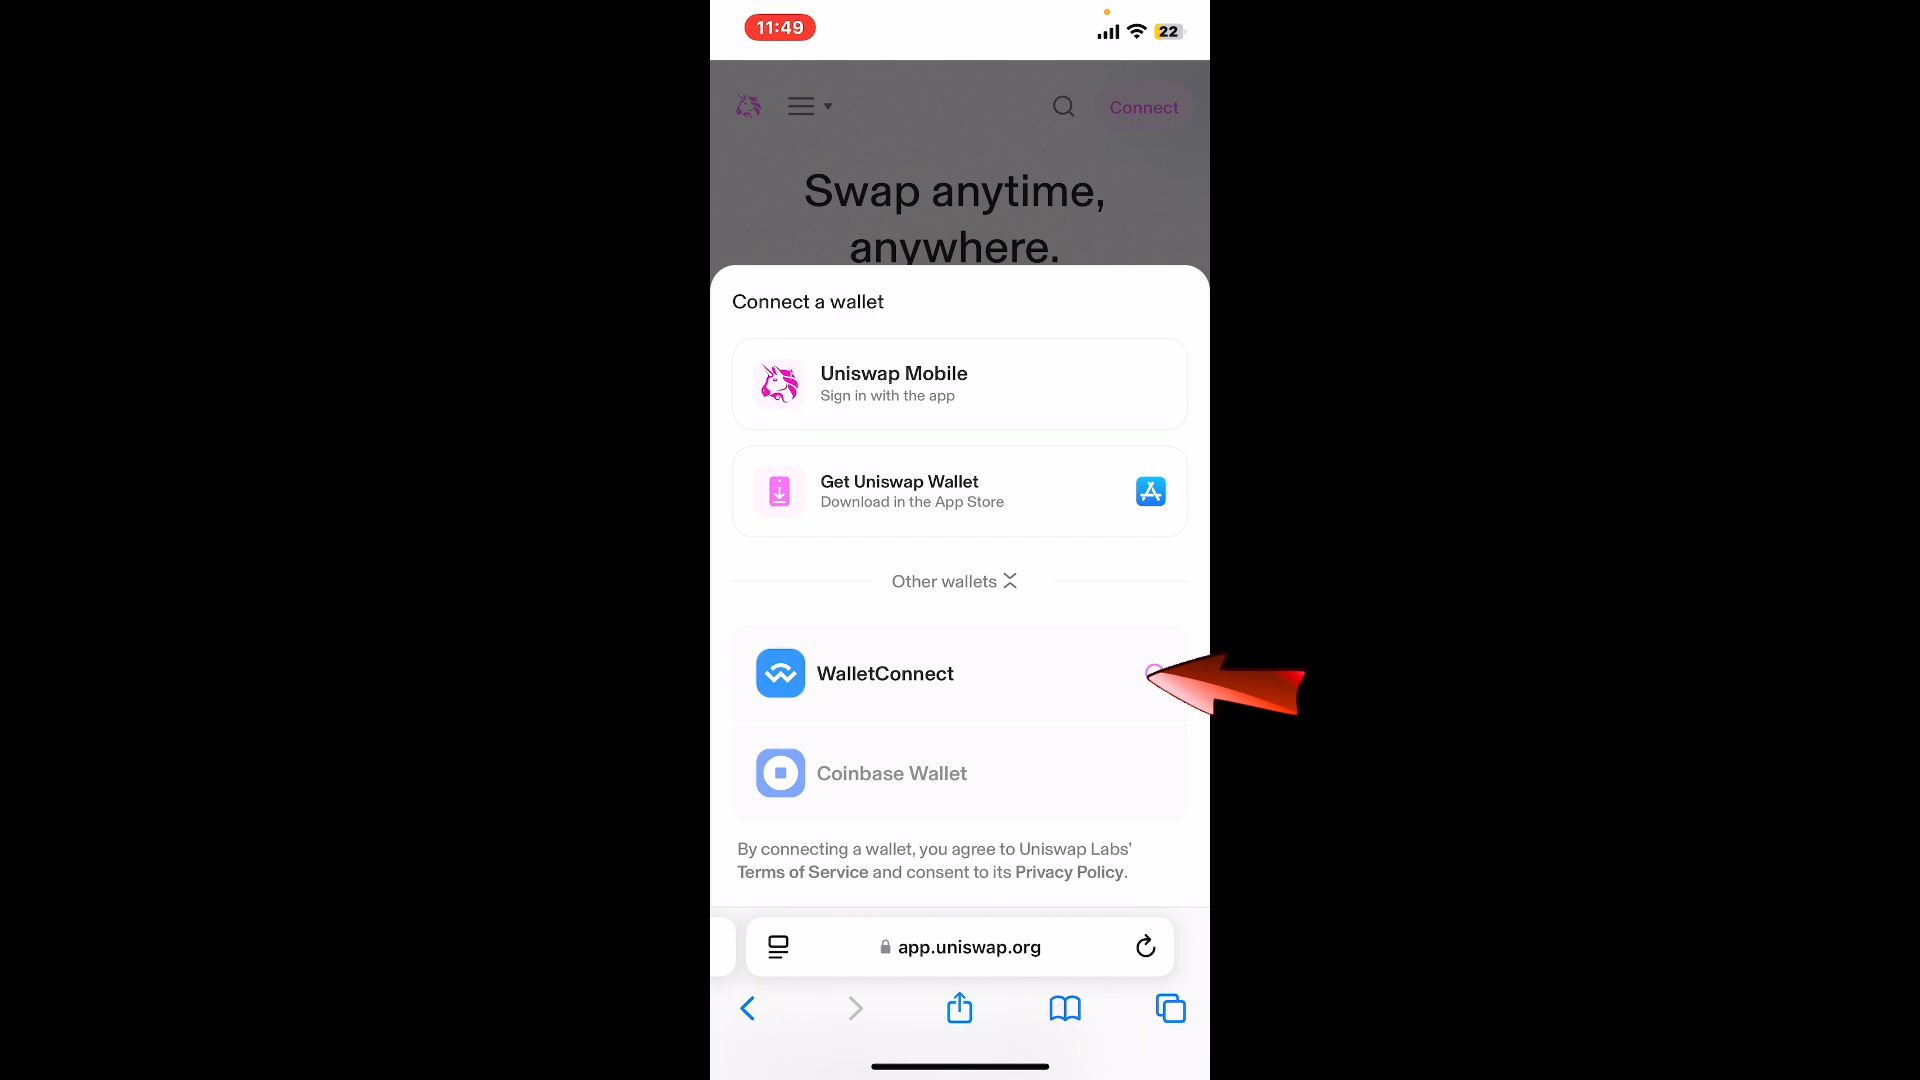 11:49
22
Connect
Swap anytime,
anywhere.
Connect a wallet
Uniswap Mobile
Sign in with the app
Get Uniswap Wallet
Download in the App Store
Other wallets
WalletConnect
Coinbase Wallet
By connecting a wallet, you agree to Uniswap Labs’
Terms of Service and consent to its Privacy Policy.
app.uniswap.org